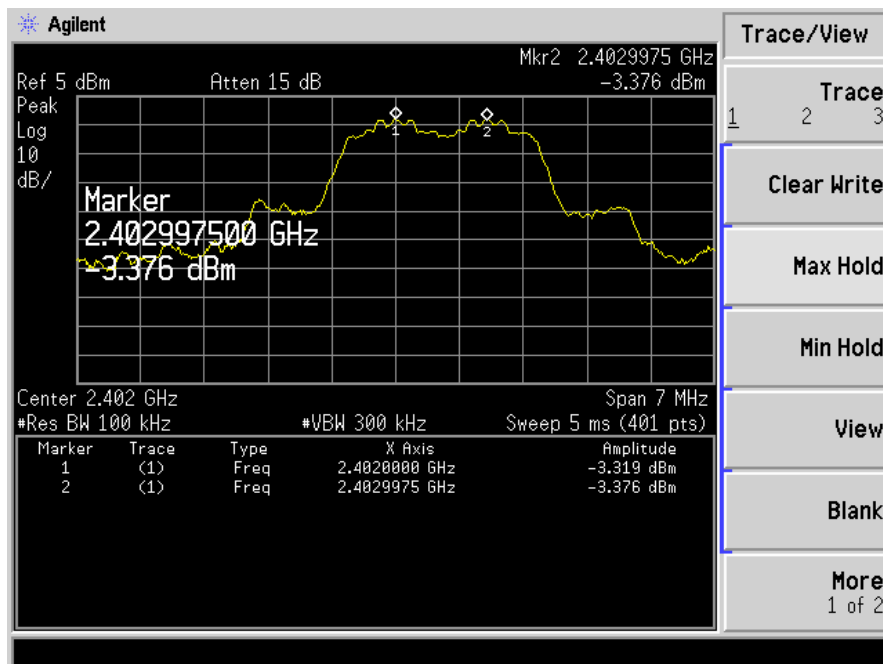 Agilent
Trace/View
Mkr2 2.4029975 GHz
Ref 5 dBm Atten 15 dB -3.376 dBm
Peak
Log
10
dB/
1
2
Marker
2.402997500 GHz
-3.376 dBm
Center 2.402 GHz Span 7 MHz
#Res BW 100 kHz #VBW 300 kHz Sweep 5 ms (401 pts)
Marker Trace Type X Axis Amplitude
1 (1) Freq 2.4020000 GHz -3.319 dBm
2 (1) Freq 2.4029975 GHz -3.376 dBm
Trace
1 2 3
Clear Write
Max Hold
Min Hold
View
Blank
More
1 of 2